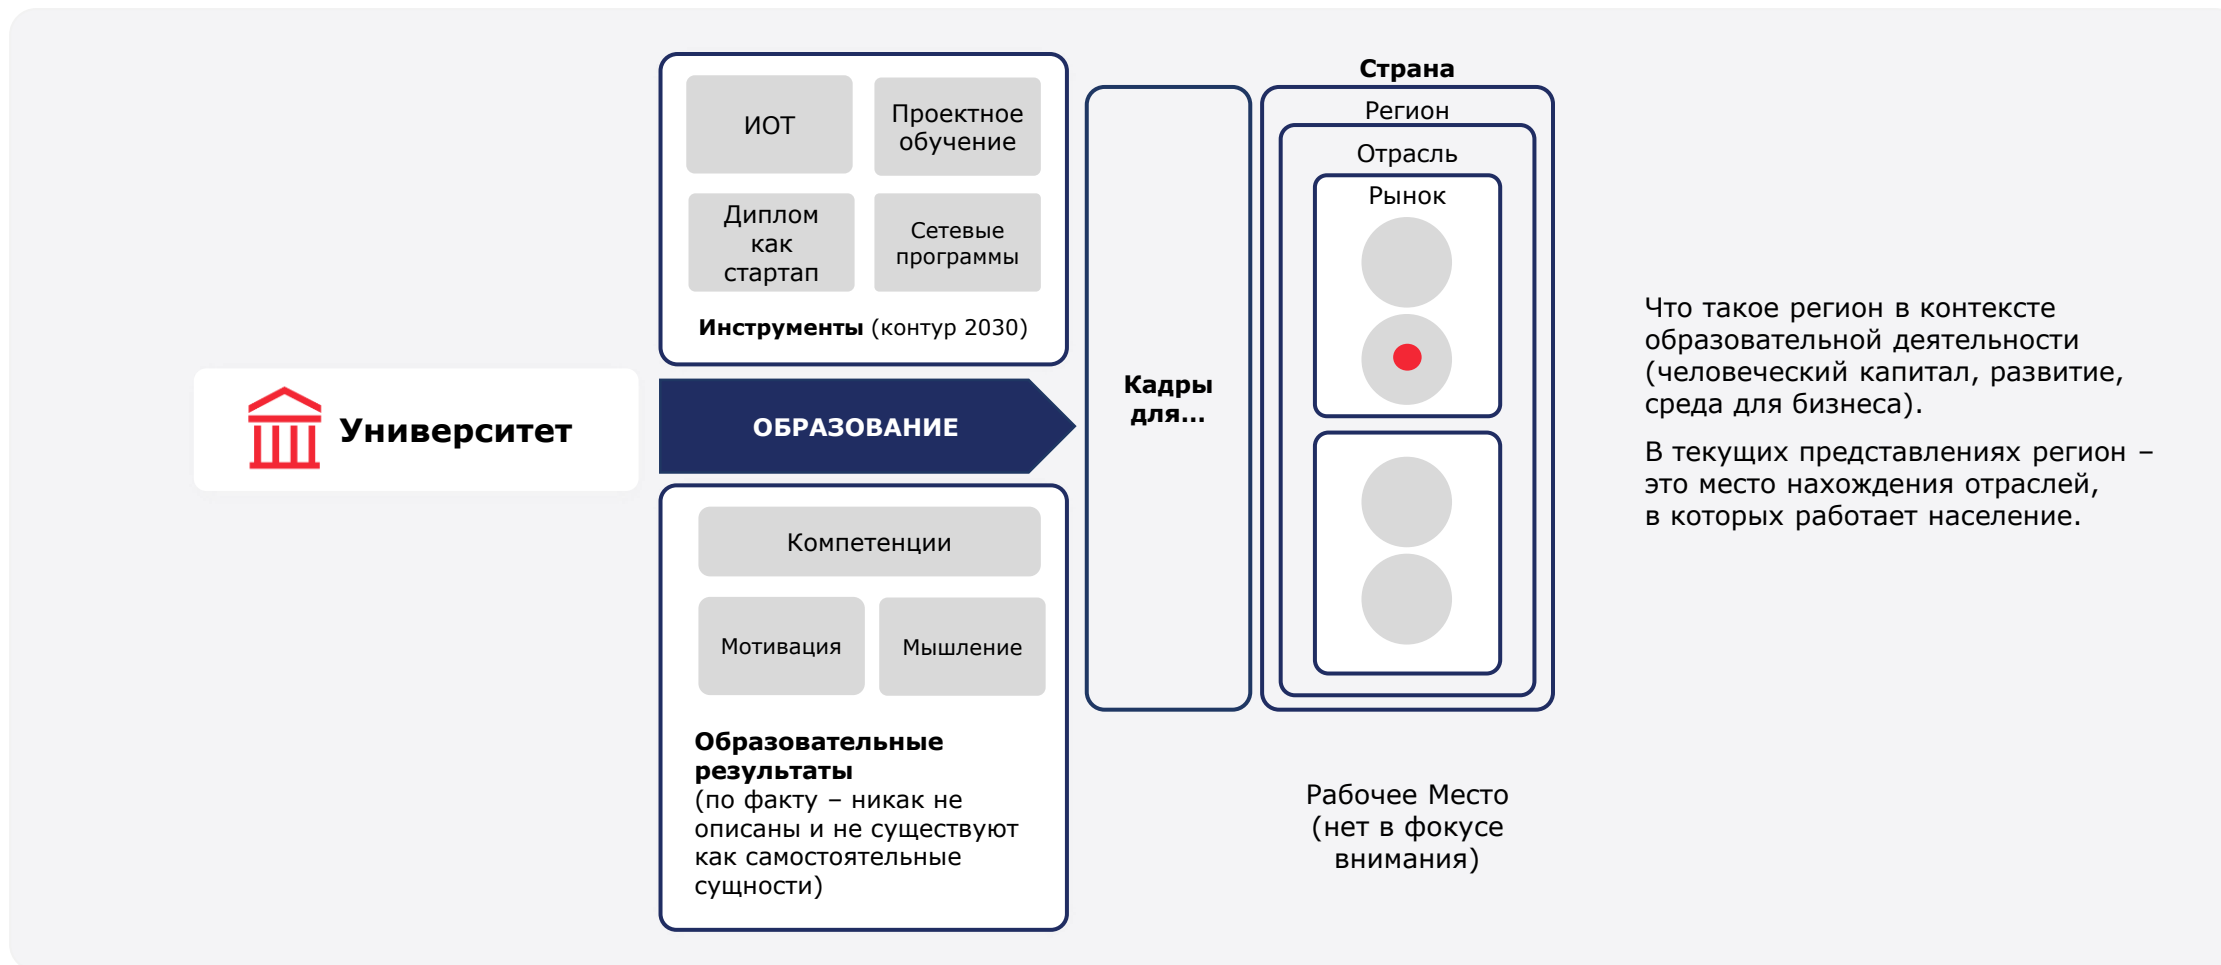 Университет
ИОТ
Проектное
обучение
Диплом
как
стартап
Сетевые
программы
Инструменты (контур 2030)
ОБРАЗОВАНИЕ
Компетенции
Мотивация
Мышление
Образовательные
результаты
(по факту – никак не
описаны и не существуют
как самостоятельные
сущности)
Кадры
для...
Страна
Регион
Отрасль
Рынок
Рабочее Место
(нет в фокусе
внимания)
Что такое регион в контексте
образовательной деятельности
(человеческий капитал, развитие,
среда для бизнеса).
В текущих представлениях регион –
это место нахождения отраслей,
в которых работает население.